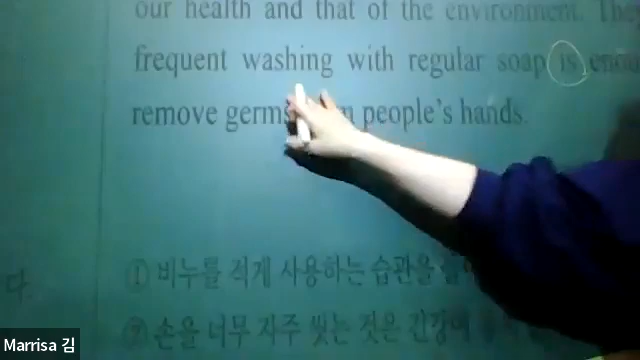 our health and that of the environment.
frequent washing with regular soap is
remove germs people's hands.
다.
① 비누를 적게 사용하는 습관을
② 손을 너무 자주 씻는 것은 건강에
Marrisa 김